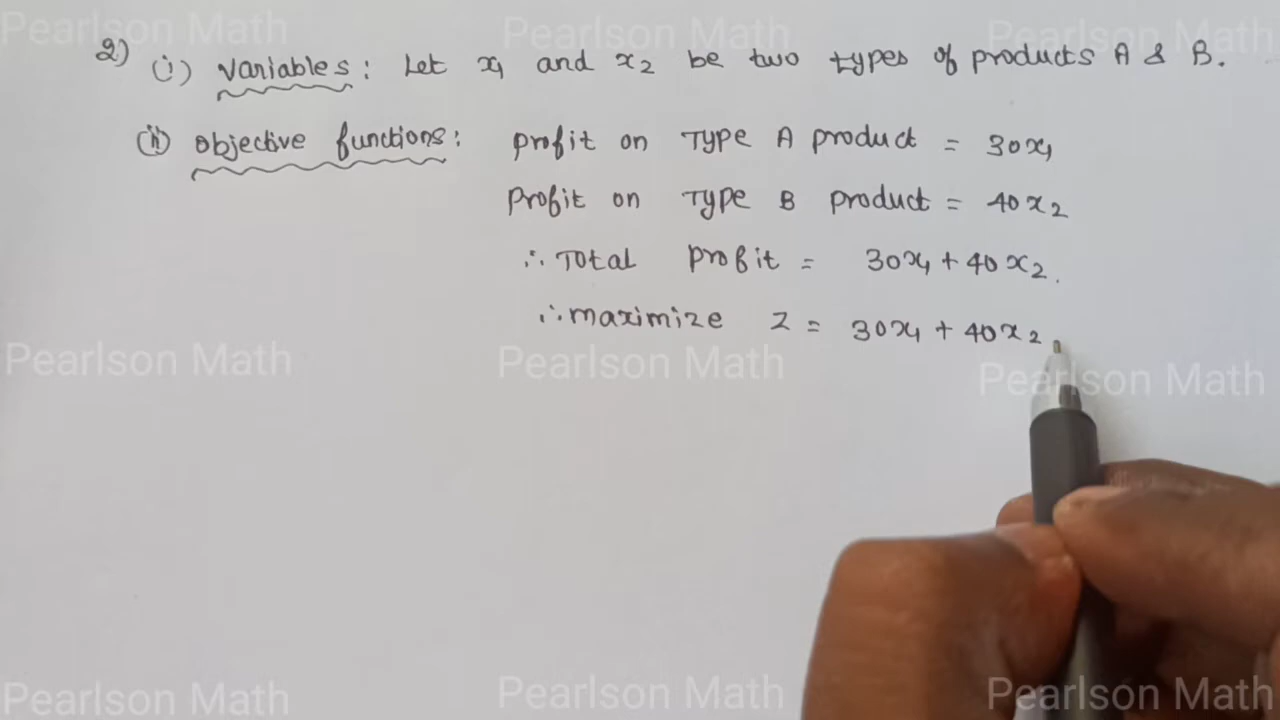 Pearlson Math Pearlson Math Pearlson Math
2) (i) Variables: Let x₁ and x₂ be two types of products A & B.
(ii) objective functions: profit on Type A product = 30x₁
Profit on Type B product = 40x₂
∴ Total profit = 30x₁ + 40x₂.
∴ maximize Z = 30x₁ + 40x₂
Pearlson Math Pearlson Math Pearlson Math
Pearlson Math Pearlson Math Pearlson Math